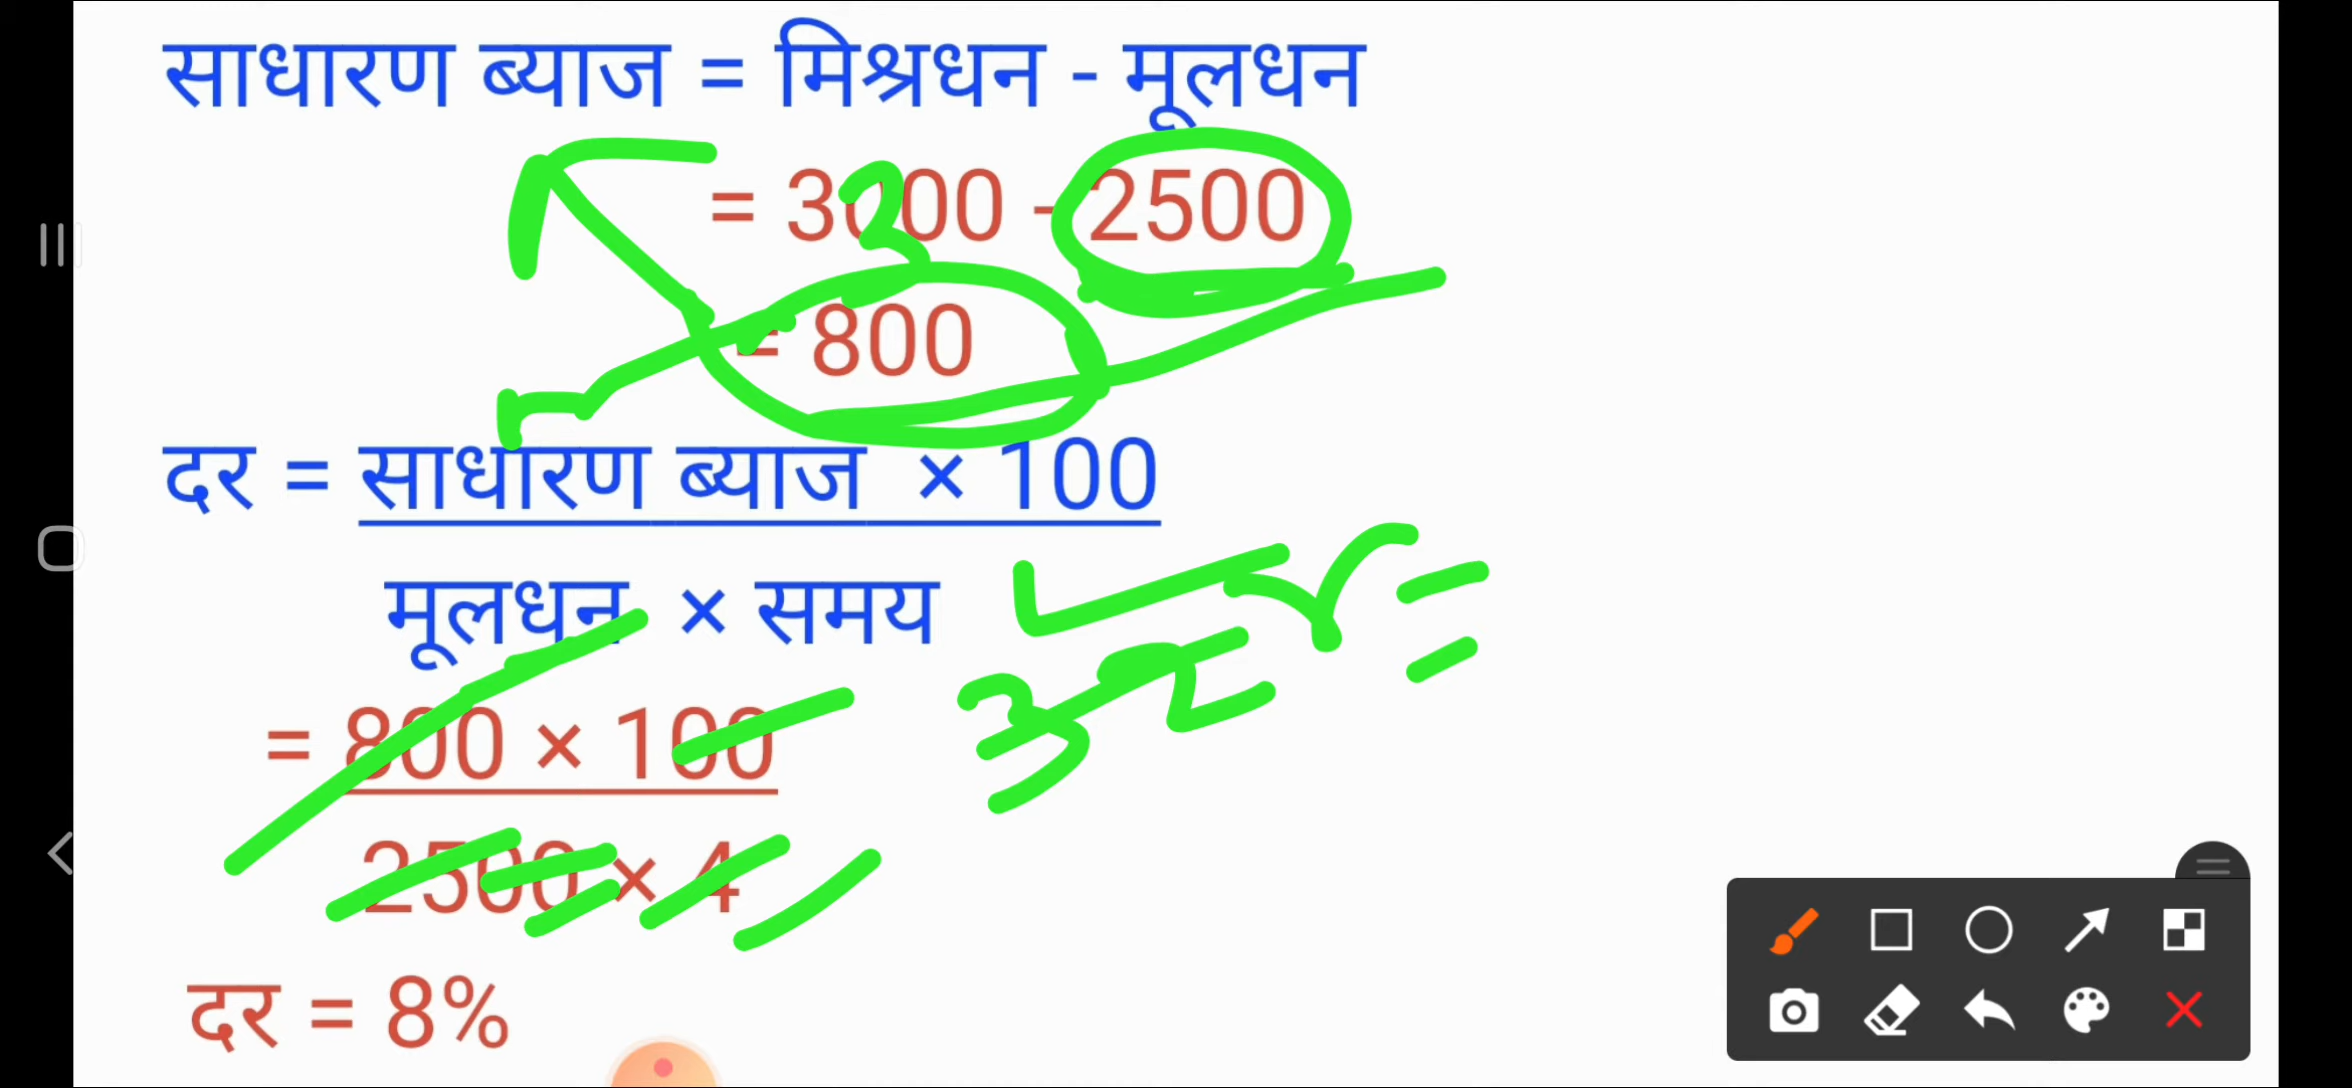 साधारण ब्याज = मिश्रधन - मूलधन
= 3300 - 2500
= 800
दर = साधारण ब्याज × 100
मूलधन × समय
= 800 × 100
2500 × 4
दर = 8%